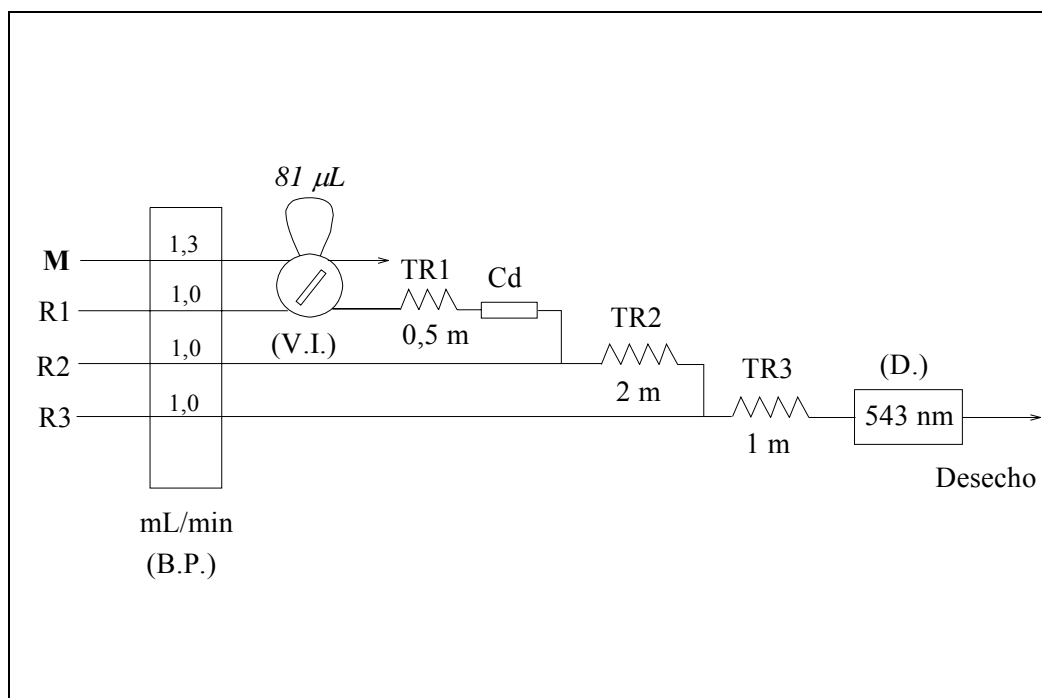 81 μL
M
1,3
R1
1,0
TR1
Cd
0,5 m
(V.I.)
R2
1,0
TR2
2 m
R3
1,0
TR3
1 m
(D.)
543 nm
Desecho
mL/min
(B.P.)